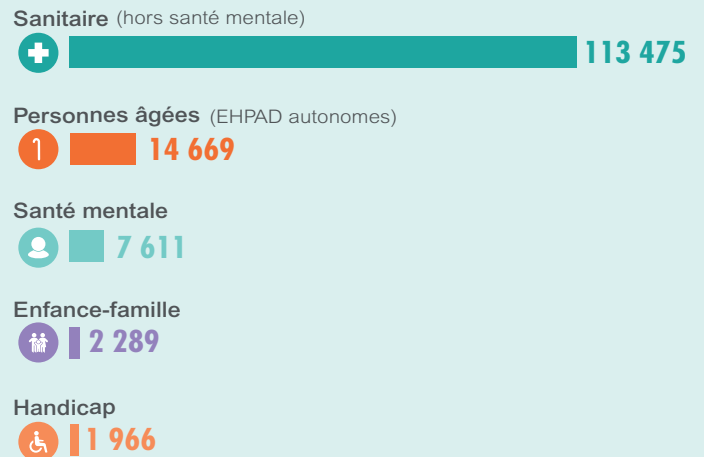 Sanitaire (hors santé mentale)
113 475
Personnes âgées (EHPAD autonomes)
14 669
Santé mentale
7 611
Enfance-famille
2 289
Handicap
1 966